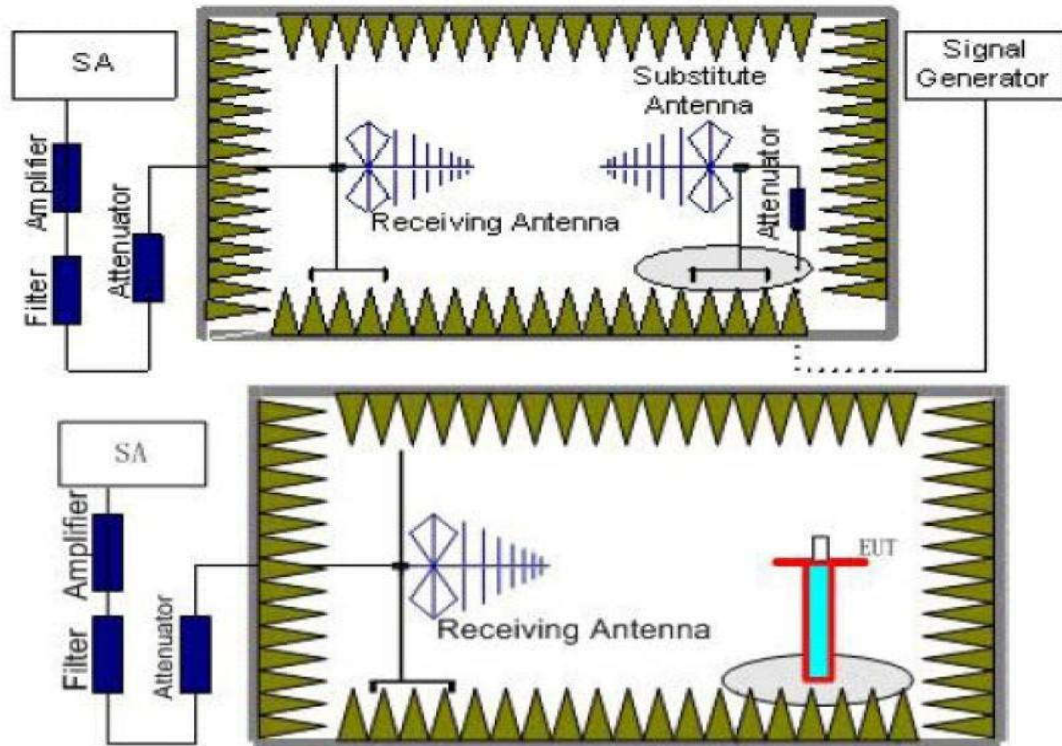 SA
Signal
Generator
Substitute
Antenna
Amplifier
Attenuator
Filter
Receiving Antenna
Attenuator
SA
Amplifier
EUT
Filter
Attenuator
Receiving Antenna